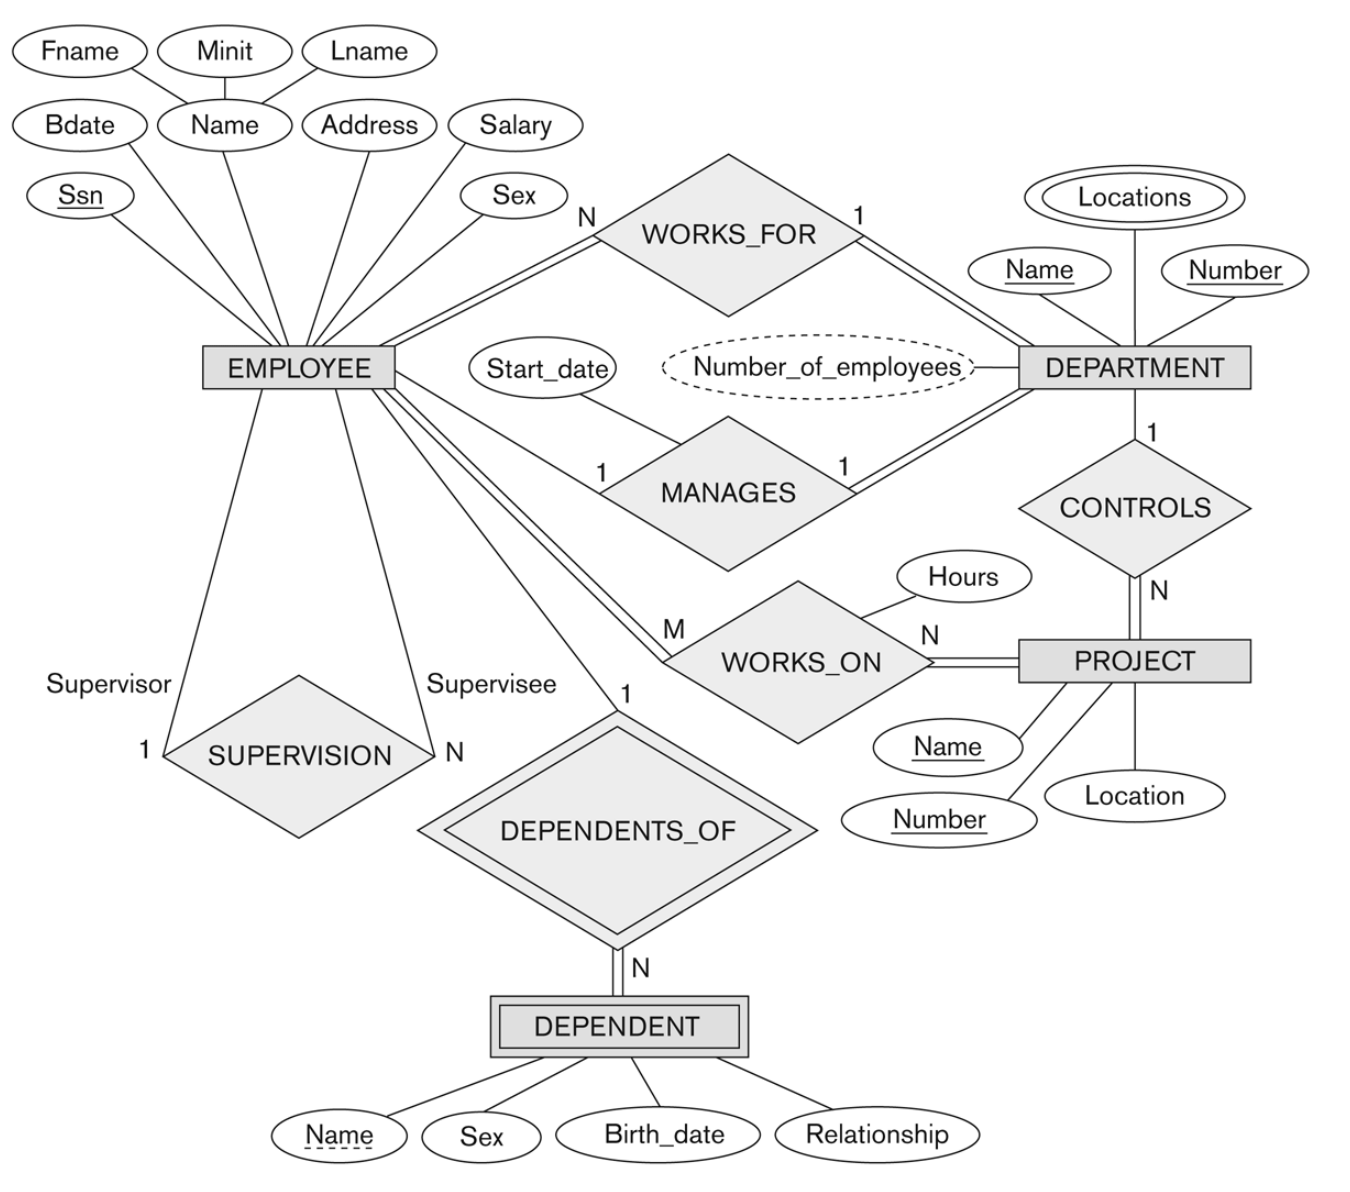 Fname
Minit
Lname
Bdate
Name
Address
Salary
Ssn
Sex
N
WORKS_FOR
1
Locations
Name
Number
EMPLOYEE
Start_date
Number_of_employees
DEPARTMENT
1
MANAGES
1
1
CONTROLS
N
Hours
M
WORKS_ON
N
PROJECT
Supervisor
Supervisee
1
SUPERVISION
N
1
Name
Number
Location
DEPENDENTS_OF
N
DEPENDENT
Name
Sex
Birth_date
Relationship